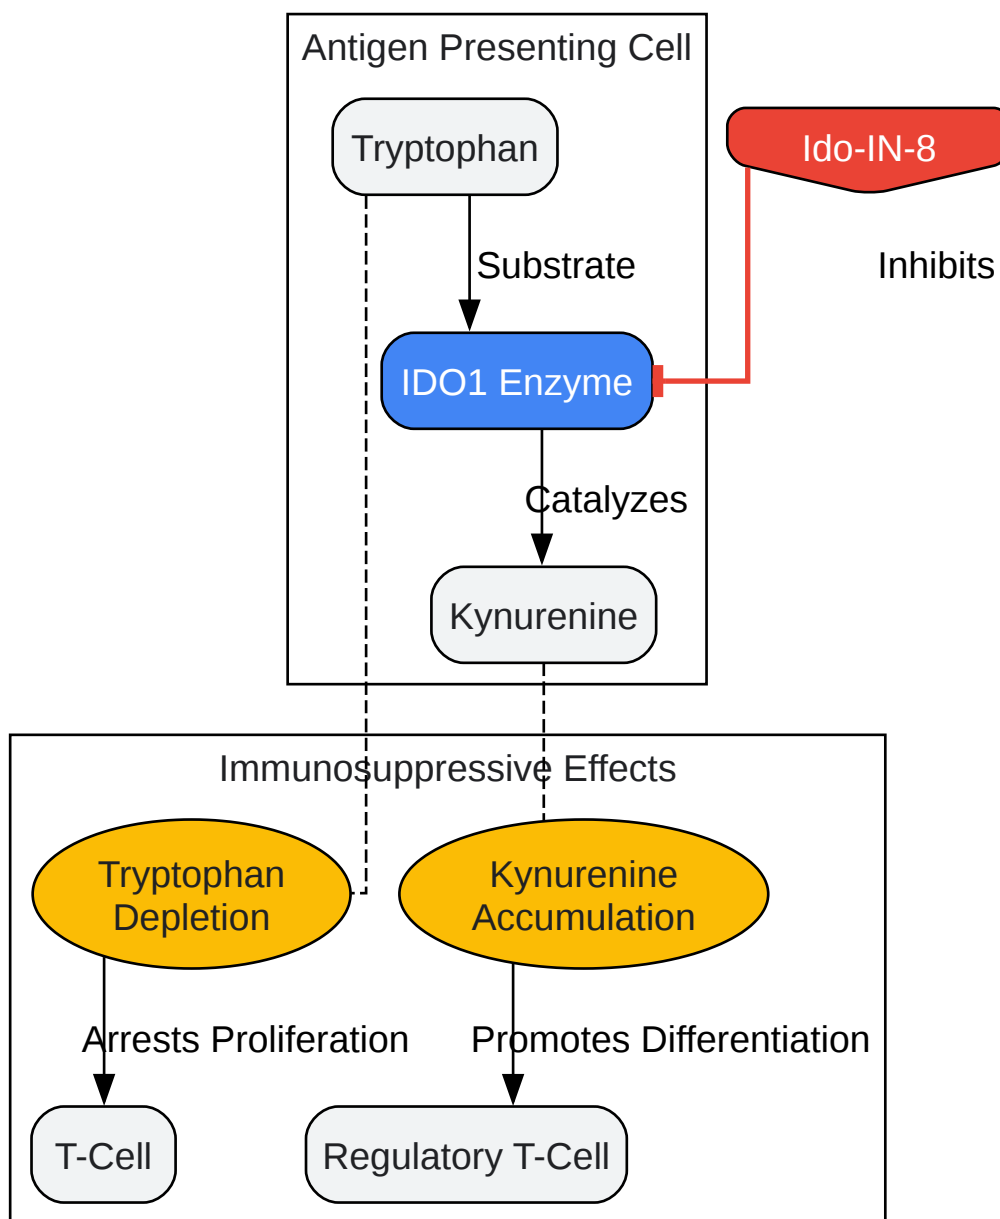 Antigen Presenting Cell
Tryptophan
Ido-IN-8
Substrate
Inhibits
IDO1 Enzyme
Catalyzes
Kynurenine
Immunosuppressive Effects
Tryptophan
Depletion
Kynurenine
Accumulation
Arrests Proliferation
Promotes Differentiation
T-Cell
Regulatory T-Cell